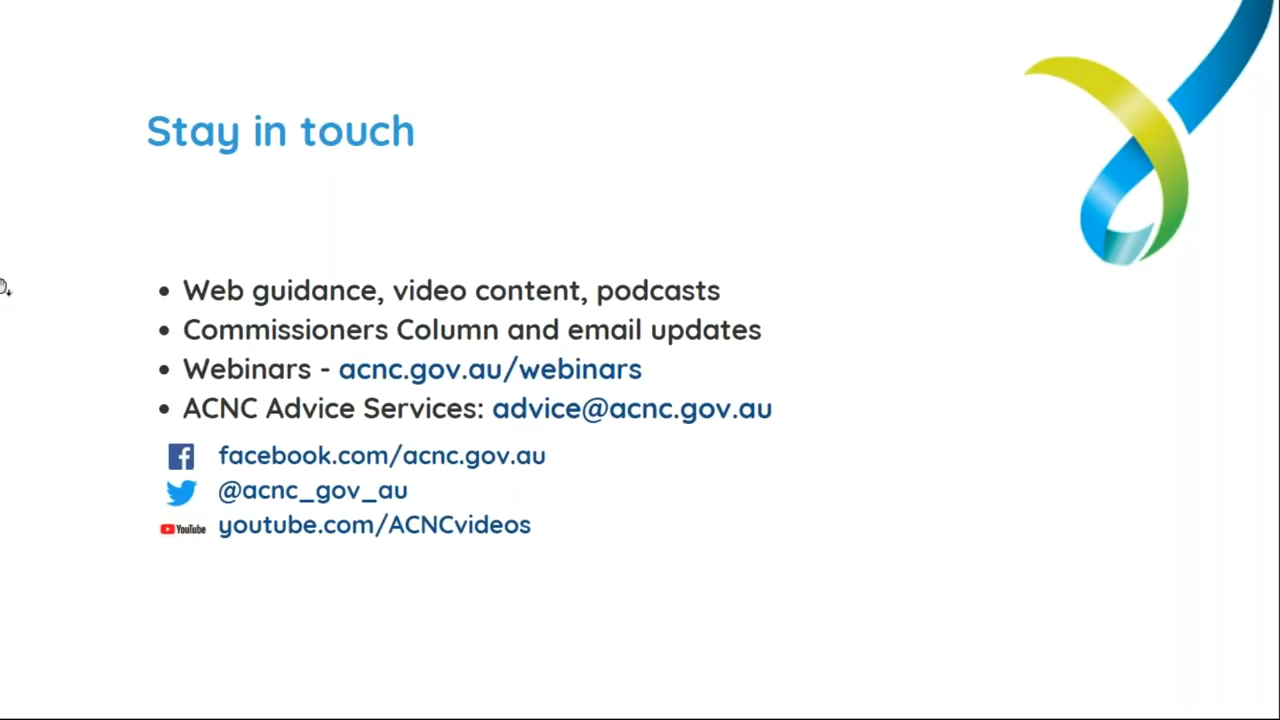 Stay in touch
• Web guidance, video content, podcasts
• Commissioners Column and email updates
• Webinars - acnc.gov.au/webinars
• ACNC Advice Services: advice@acnc.gov.au
facebook.com/acnc.gov.au
@acnc_gov_au
YouTube youtube.com/ACNCvideos